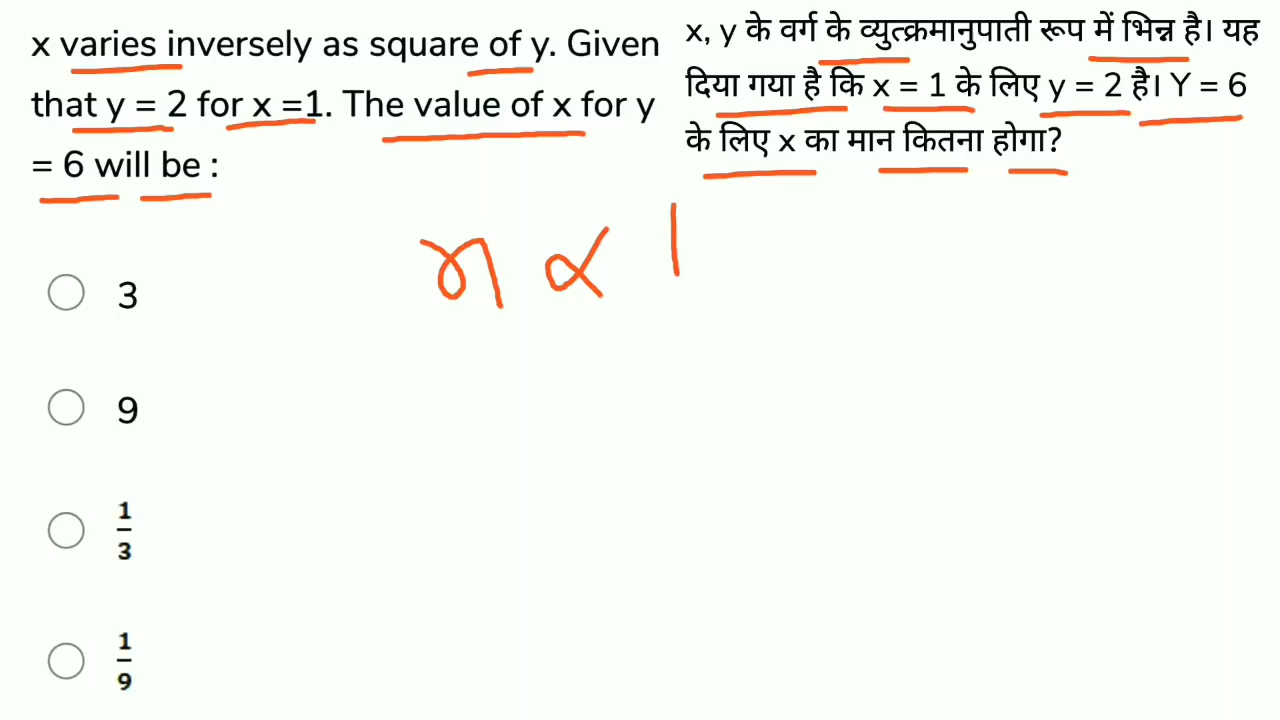 x varies inversely as square of y. Given
that y = 2 for x =1. The value of x for y
= 6 will be :
x, y के वर्ग के व्युत्क्रमानुपाती रूप में भिन्न है। यह
दिया गया है कि x = 1 के लिए y = 2 है। Y = 6
के लिए x का मान कितना होगा?
x ∝ |
3
9
1/3
1/9